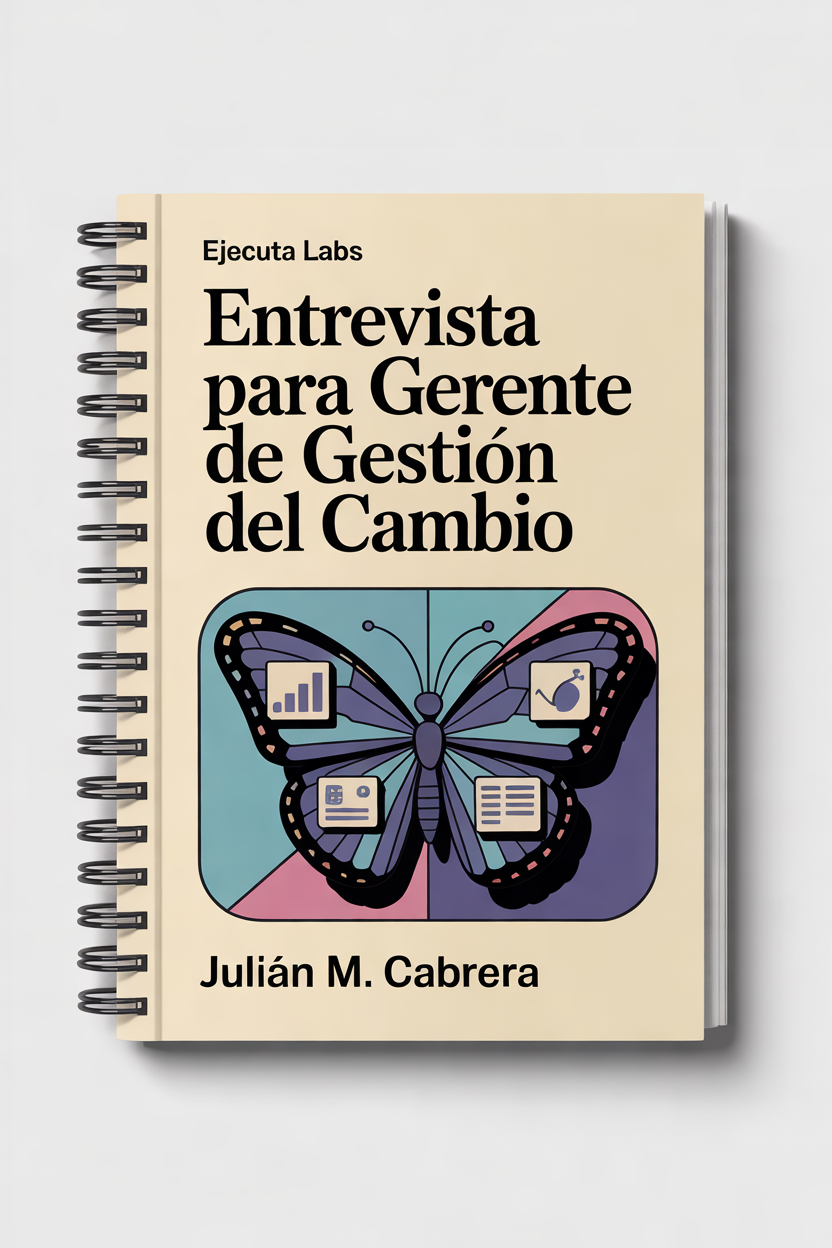 Ejecuta Labs
Entrevista
para Gerente
de Gestión
del Cambio
Julián M. Cabrera